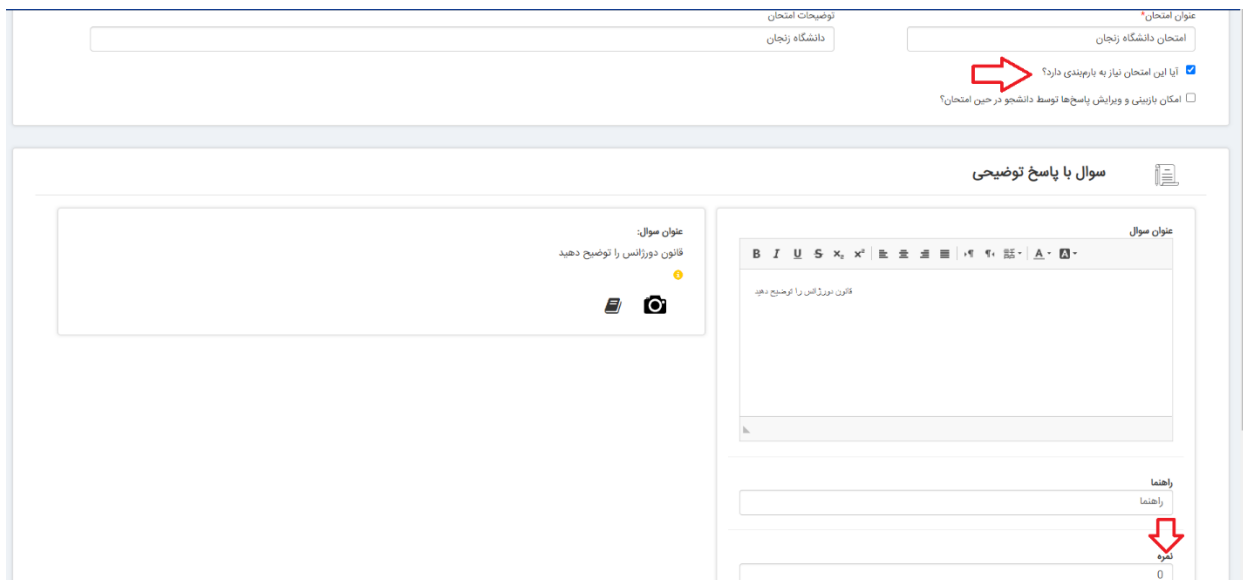 عنوان امتحان*
توضیحات امتحان
امتحان دانشگاه زنجان
دانشگاه زنجان
آیا این امتحان نیاز به بارم‌بندی دارد؟
امکان بازبینی و ویرایش پاسخ‌ها توسط دانشجو در حین امتحان؟
سوال با پاسخ توضیحی
عنوان سوال
B I U S x₂ x² A A
قانون دورژانس را توضیح دهید
راهنما
راهنما
نمره
0
عنوان سوال:
قانون دورژانس را توضیح دهید